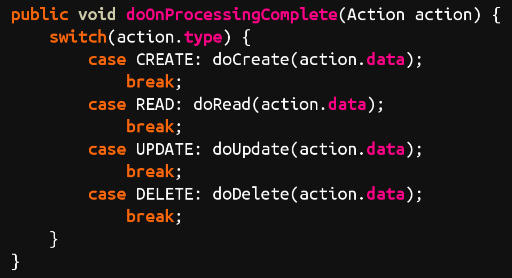 public void doOnProcessingComplete(Action action) {
    switch(action.type) {
        case CREATE: doCreate(action.data);
            break;
        case READ: doRead(action.data);
            break;
        case UPDATE: doUpdate(action.data);
            break;
        case DELETE: doDelete(action.data);
            break;
    }
}